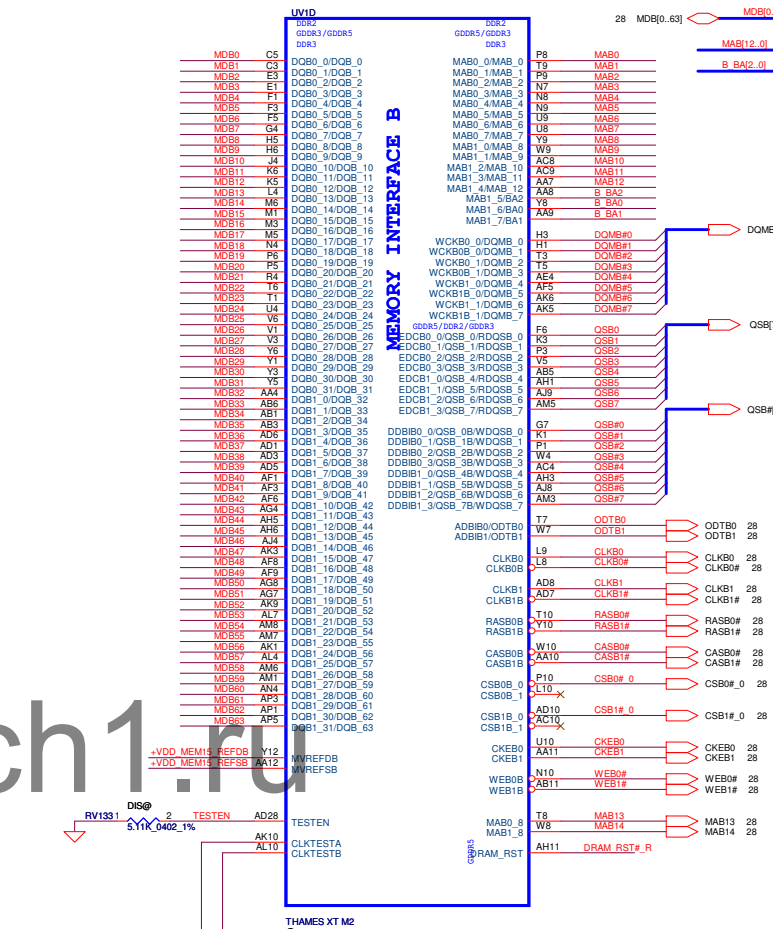 UV1D
DDR2 DDR2
GDDR3/GDDR5 GDDR5/GDDR3
DDR3 DDR3
28 MDB[0..63] MDB[0..
MAB[12..0]
B_BA[2..0]
MEMORY INTERFACE B
MDB0 C5 DQB0_0/DQB_0
MDB1 C3 DQB0_1/DQB_1
MDB2 E3 DQB0_2/DQB_2
MDB3 E1 DQB0_3/DQB_3
MDB4 F1 DQB0_4/DQB_4
MDB5 F3 DQB0_5/DQB_5
MDB6 F5 DQB0_6/DQB_6
MDB7 G4 DQB0_7/DQB_7
MDB8 H5 DQB0_8/DQB_8
MDB9 H6 DQB0_9/DQB_9
MDB10 J4 DQB0_10/DQB_10
MDB11 K6 DQB0_11/DQB_11
MDB12 K5 DQB0_12/DQB_12
MDB13 L4 DQB0_13/DQB_13
MDB14 M6 DQB0_14/DQB_14
MDB15 M1 DQB0_15/DQB_15
MDB16 M3 DQB0_16/DQB_16
MDB17 M5 DQB0_17/DQB_17
MDB18 N4 DQB0_18/DQB_18
MDB19 P6 DQB0_19/DQB_19
MDB20 P5 DQB0_20/DQB_20
MDB21 R4 DQB0_21/DQB_21
MDB22 T6 DQB0_22/DQB_22
MDB23 T1 DQB0_23/DQB_23
MDB24 U4 DQB0_24/DQB_24
MDB25 V6 DQB0_25/DQB_25
MDB26 V1 DQB0_26/DQB_26
MDB27 V3 DQB0_27/DQB_27
MDB28 Y6 DQB0_28/DQB_28
MDB29 Y1 DQB0_29/DQB_29
MDB30 Y3 DQB0_30/DQB_30
MDB31 Y5 DQB0_31/DQB_31
MDB32 AA4 DQB1_0/DQB_32
MDB33 AB6 DQB1_1/DQB_33
MDB34 AB1 DQB1_2/DQB_34
MDB35 AB3 DQB1_3/DQB_35
MDB36 AD6 DQB1_4/DQB_36
MDB37 AD1 DQB1_5/DQB_37
MDB38 AD3 DQB1_6/DQB_38
MDB39 AD5 DQB1_7/DQB_39
MDB40 AF1 DQB1_8/DQB_40
MDB41 AF3 DQB1_9/DQB_41
MDB42 AF6 DQB1_10/DQB_42
MDB43 AG4 DQB1_11/DQB_43
MDB44 AH5 DQB1_12/DQB_44
MDB45 AH6 DQB1_13/DQB_45
MDB46 AJ4 DQB1_14/DQB_46
MDB47 AK3 DQB1_15/DQB_47
MDB48 AF8 DQB1_16/DQB_48
MDB49 AF9 DQB1_17/DQB_49
MDB50 AG8 DQB1_18/DQB_50
MDB51 AG7 DQB1_19/DQB_51
MDB52 AK9 DQB1_20/DQB_52
MDB53 AL7 DQB1_21/DQB_53
MDB54 AM8 DQB1_22/DQB_54
MDB55 AM7 DQB1_23/DQB_55
MDB56 AK1 DQB1_24/DQB_56
MDB57 AL4 DQB1_25/DQB_57
MDB58 AM6 DQB1_26/DQB_58
MDB59 AM1 DQB1_27/DQB_59
MDB60 AN4 DQB1_28/DQB_60
MDB61 AP3 DQB1_29/DQB_61
MDB62 AP1 DQB1_30/DQB_62
MDB63 AP5 DQB1_31/DQB_63
+VDD_MEM15_REFDB Y12 MVREFDB
+VDD_MEM15_REFSB AA12 MVREFSB
DIS@
RV133 1 2 TESTEN AD28 TESTEN
5.11K_0402_1%
AK10 CLKTESTA
AL10 CLKTESTB
MAB0_0/MAB_0 P8 MAB0
MAB0_1/MAB_1 T9 MAB1
MAB0_2/MAB_2 P9 MAB2
MAB0_3/MAB_3 N7 MAB3
MAB0_4/MAB_4 N8 MAB4
MAB0_5/MAB_5 N9 MAB5
MAB0_6/MAB_6 U9 MAB6
MAB0_7/MAB_7 U8 MAB7
MAB1_0/MAB_8 Y9 MAB8
MAB1_1/MAB_9 W9 MAB9
MAB1_2/MAB_10 AC8 MAB10
MAB1_3/MAB_11 AC9 MAB11
MAB1_4/MAB_12 AA7 MAB12
MAB1_5/BA2 AA8 B_BA2
MAB1_6/BA0 Y8 B_BA0
MAB1_7/BA1 AA9 B_BA1
WCKB0_0/DQMB_0 H3 DQMB#0
WCKB0B_0/DQMB_1 H1 DQMB#1
WCKB0_1/DQMB_2 T3 DQMB#2
WCKB0B_1/DQMB_3 T5 DQMB#3
WCKB1_0/DQMB_4 AE4 DQMB#4
WCKB1B_0/DQMB_5 AF5 DQMB#5
WCKB1_1/DQMB_6 AK6 DQMB#6
WCKB1B_1/DQMB_7 AK5 DQMB#7
DQMB
GDDR5/DDR2/GDDR3
EDCB0_0/QSB_0/RDQSB_0 F6 QSB0
EDCB0_1/QSB_1/RDQSB_1 K3 QSB1
EDCB0_2/QSB_2/RDQSB_2 P3 QSB2
EDCB0_3/QSB_3/RDQSB_3 V5 QSB3
EDCB1_0/QSB_4/RDQSB_4 AB5 QSB4
EDCB1_1/QSB_5/RDQSB_5 AH1 QSB5
EDCB1_2/QSB_6/RDQSB_6 AJ9 QSB6
EDCB1_3/QSB_7/RDQSB_7 AM5 QSB7
QSB[
DDBIB0_0/QSB_0B/WDQSB_0 G7 QSB#0
DDBIB0_1/QSB_1B/WDQSB_1 K1 QSB#1
DDBIB0_2/QSB_2B/WDQSB_2 P1 QSB#2
DDBIB0_3/QSB_3B/WDQSB_3 W4 QSB#3
DDBIB1_0/QSB_4B/WDQSB_4 AC4 QSB#4
DDBIB1_1/QSB_5B/WDQSB_5 AH3 QSB#5
DDBIB1_2/QSB_6B/WDQSB_6 AJ8 QSB#6
DDBIB1_3/QSB_7B/WDQSB_7 AM3 QSB#7
QSB#
ADBIB0/ODTB0 T7 ODTB0 ODTB0 28
ADBIB1/ODTB1 W7 ODTB1 ODTB1 28
CLKB0 L9 CLKB0 CLKB0 28
CLKB0B L8 CLKB0# CLKB0# 28
CLKB1 AD8 CLKB1 CLKB1 28
CLKB1B AD7 CLKB1# CLKB1# 28
RASB0B T10 RASB0# RASB0# 28
RASB1B Y10 RASB1# RASB1# 28
CASB0B W10 CASB0# CASB0# 28
CASB1B AA10 CASB1# CASB1# 28
CSB0B_0 P10 CSB0#_0 CSB0#_0 28
CSB0B_1 L10
CSB1B_0 AD10 CSB1#_0 CSB1#_0 28
CSB1B_1 AC10
CKEB0 U10 CKEB0 CKEB0 28
CKEB1 AA11 CKEB1 CKEB1 28
WEB0B N10 WEB0# WEB0# 28
WEB1B AB11 WEB1# WEB1# 28
MAB0_8 T8 MAB13 MAB13 28
MAB1_8 W8 MAB14 MAB14 28
GDDR5
DRAM_RST AH11 DRAM_RST#_R
THAMES XT M2
ch1.ru